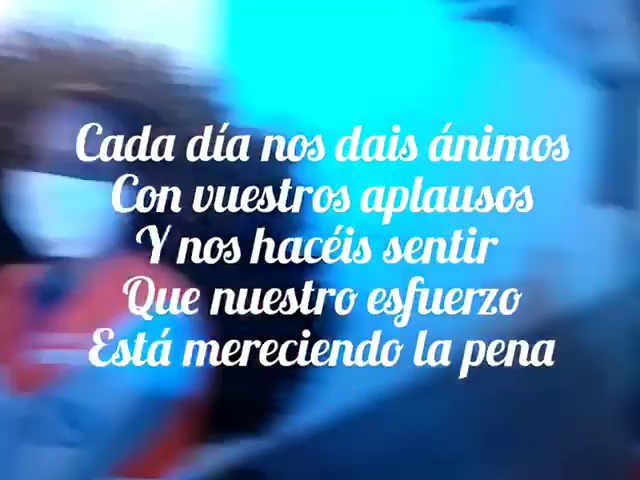 Cada día nos dais ánimos
Con vuestros aplausos
Y nos hacéis sentir
Que nuestro esfuerzo
Está mereciendo la pena